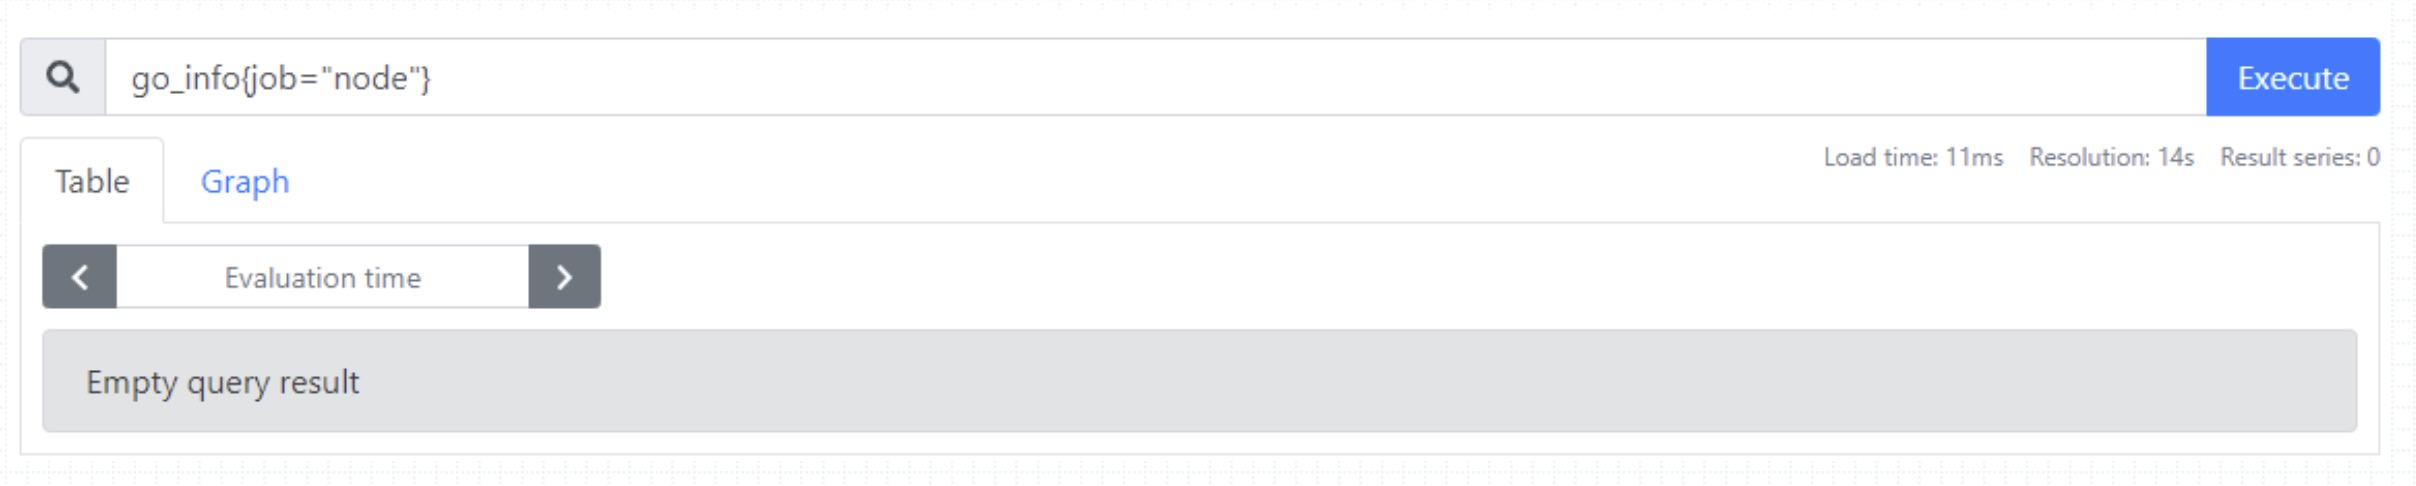 go_info{job="node"} Execute
Load time: 11ms Resolution: 14s Result series: 0
Table Graph
Evaluation time
Empty query result